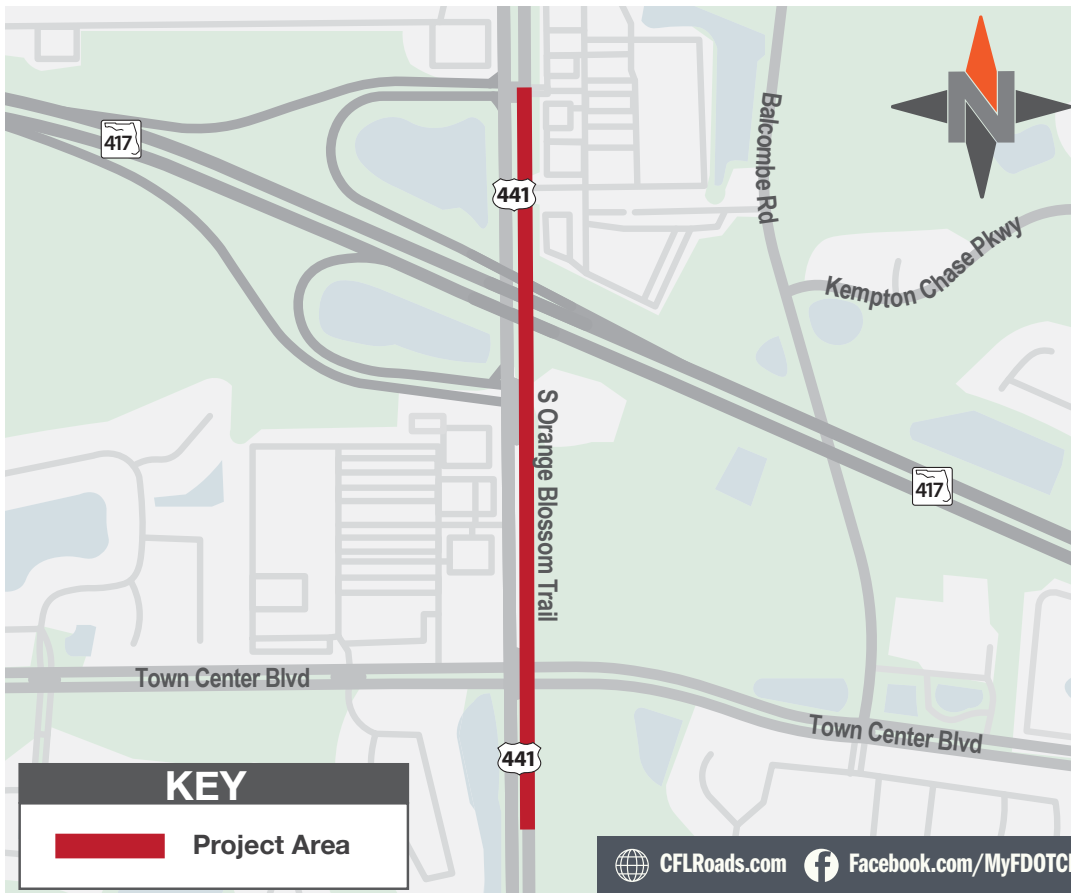 417
441
Balcombe Rd
N
Kempton Chase Pkwy
S Orange Blossom Trail
417
Town Center Blvd
Town Center Blvd
441
KEY
Project Area
CFLRoads.com
Facebook.com/MyFDOTCF